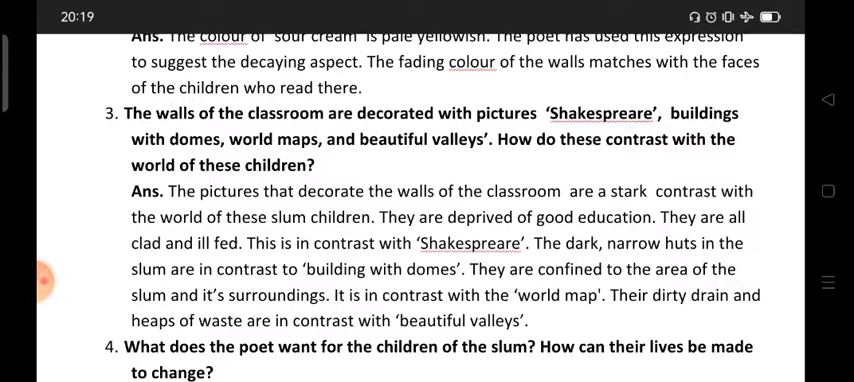 20:19
Ans. The colour of 'sour cream' is pale yellowish. The poet has used this expression
to suggest the decaying aspect. The fading colour of the walls matches with the faces
of the children who read there.
3. The walls of the classroom are decorated with pictures 'Shakespreare', buildings
with domes, world maps, and beautiful valleys'. How do these contrast with the
world of these children?
Ans. The pictures that decorate the walls of the classroom are a stark contrast with
the world of these slum children. They are deprived of good education. They are all
clad and ill fed. This is in contrast with 'Shakespreare'. The dark, narrow huts in the
slum are in contrast to 'building with domes'. They are confined to the area of the
slum and it's surroundings. It is in contrast with the 'world map'. Their dirty drain and
heaps of waste are in contrast with 'beautiful valleys'.
4. What does the poet want for the children of the slum? How can their lives be made
to change?